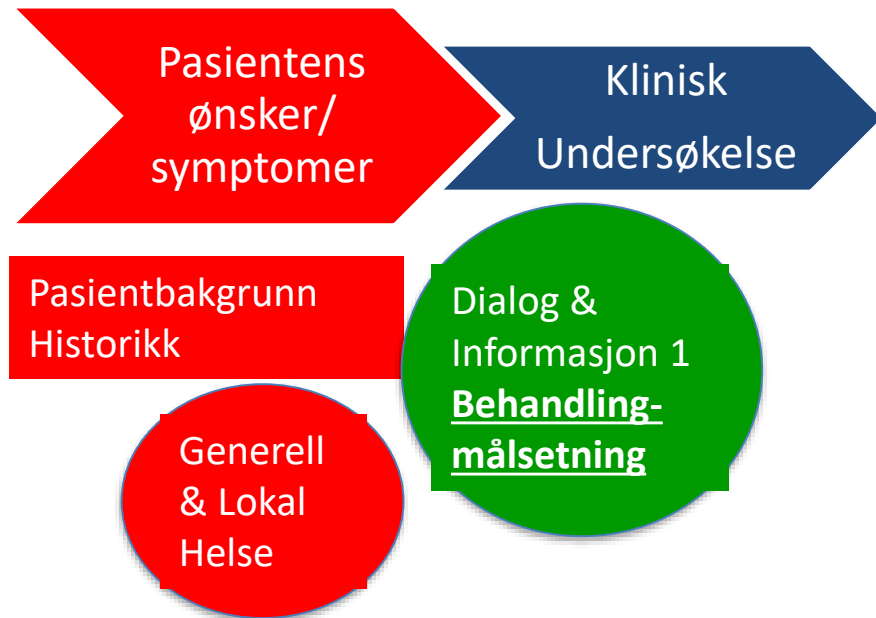 Pasientens
ønsker/
symptomer
Klinisk
Undersøkelse
Pasientbakgrunn
Historikk
Dialog &
Informasjon 1
Behandling-
målsetning
Generell
& Lokal
Helse